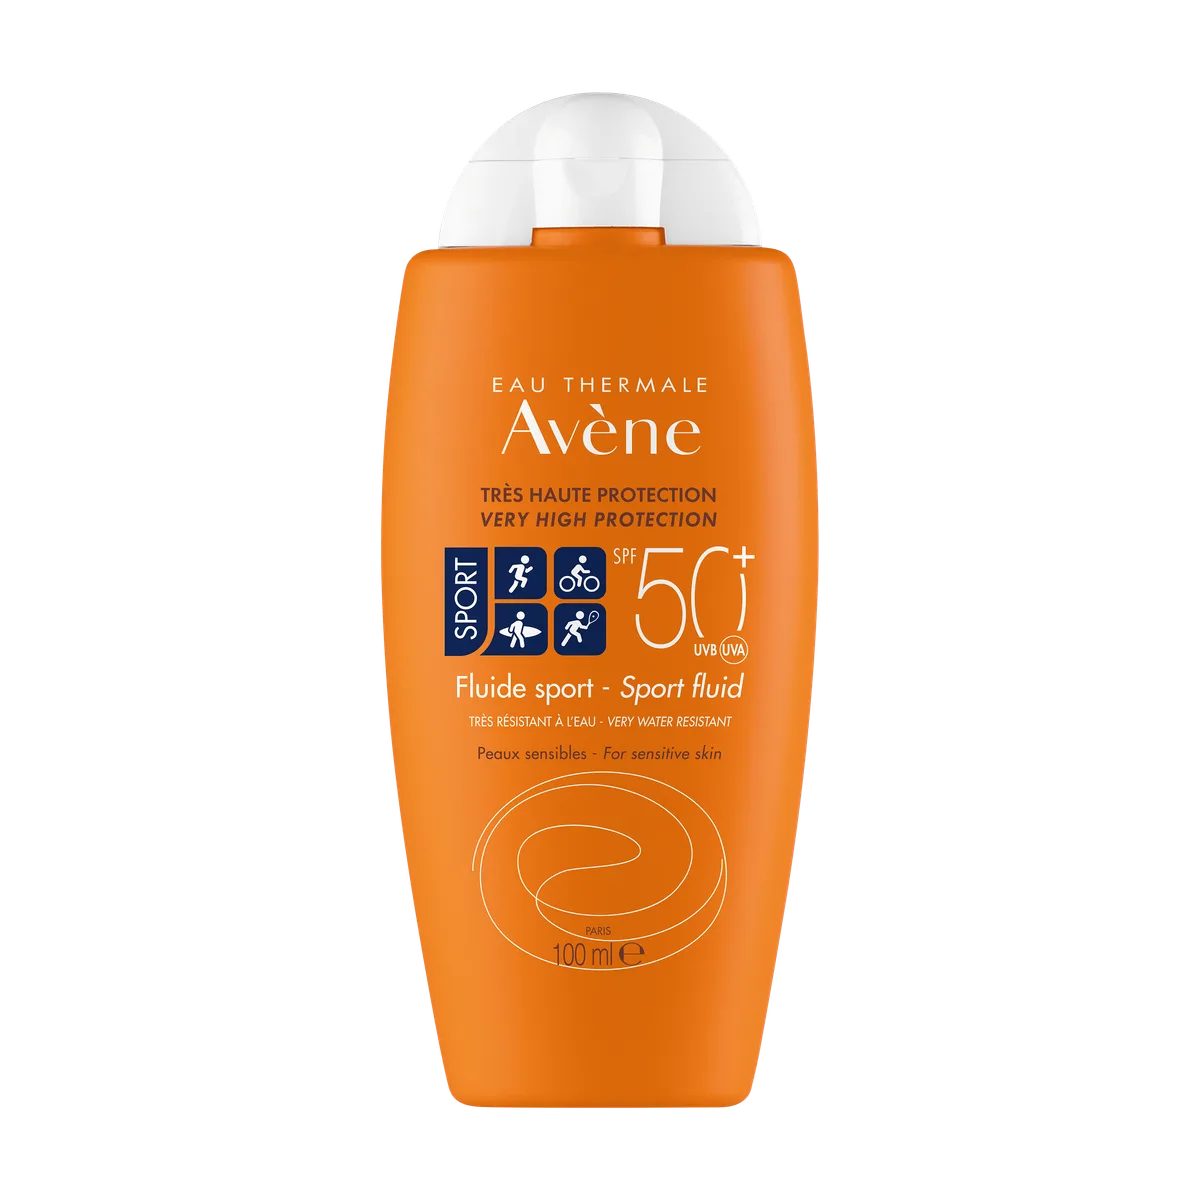 EAU THERMALE
Avène
TRÈS HAUTE PROTECTION
VERY HIGH PROTECTION
SPORT
SPF 50+
UVB UVA
Fluide sport - Sport fluid
TRÈS RÉSISTANT À L'EAU - VERY WATER RESISTANT
Peaux sensibles - For sensitive skin
PARIS
100 ml ℮